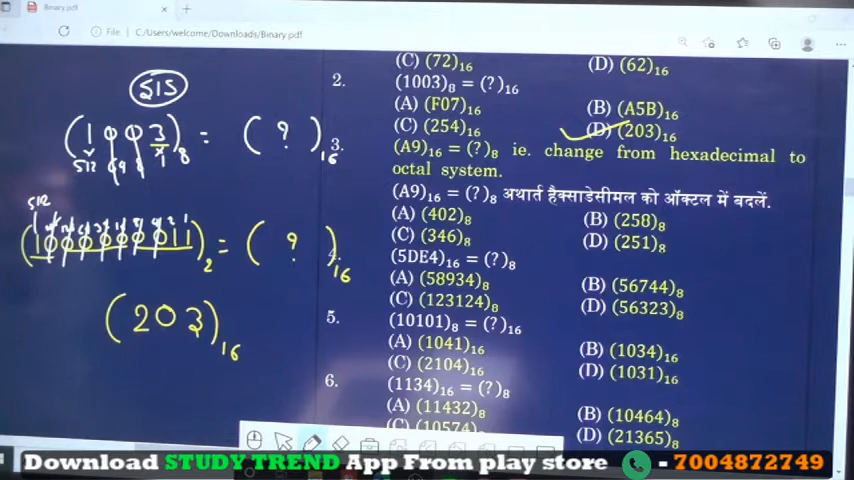 Binary.pdf
File C:/Users/welcome/Downloads/Binary.pdf
515
(1003)8 = ( ? )16
512
512
= ( ? )16
(203)16
(C) (72)16 (D) (62)16
2. (1003)8 = (?)16
(A) (F07)16 (B) (A5B)16
(C) (254)16 (D) (203)16
3. (A9)16 = (?)8 ie. change from hexadecimal to
octal system.
(A9)16 = (?)8 अथार्त हैक्साडेसीमल को ऑक्टल में बदलें.
(A) (402)8 (B) (258)8
(C) (346)8 (D) (251)8
4. (5DE4)16 = (?)8
(A) (58934)8 (B) (56744)8
(C) (123124)8 (D) (56323)8
5. (10101)8 = (?)16
(A) (1041)16 (B) (1034)16
(C) (2104)16 (D) (1031)16
6. (1134)16 = (?)8
(A) (11432)8 (B) (10464)8
(C) (10574) (D) (21365)8
Download STUDY TREND App From play store - 7004872749